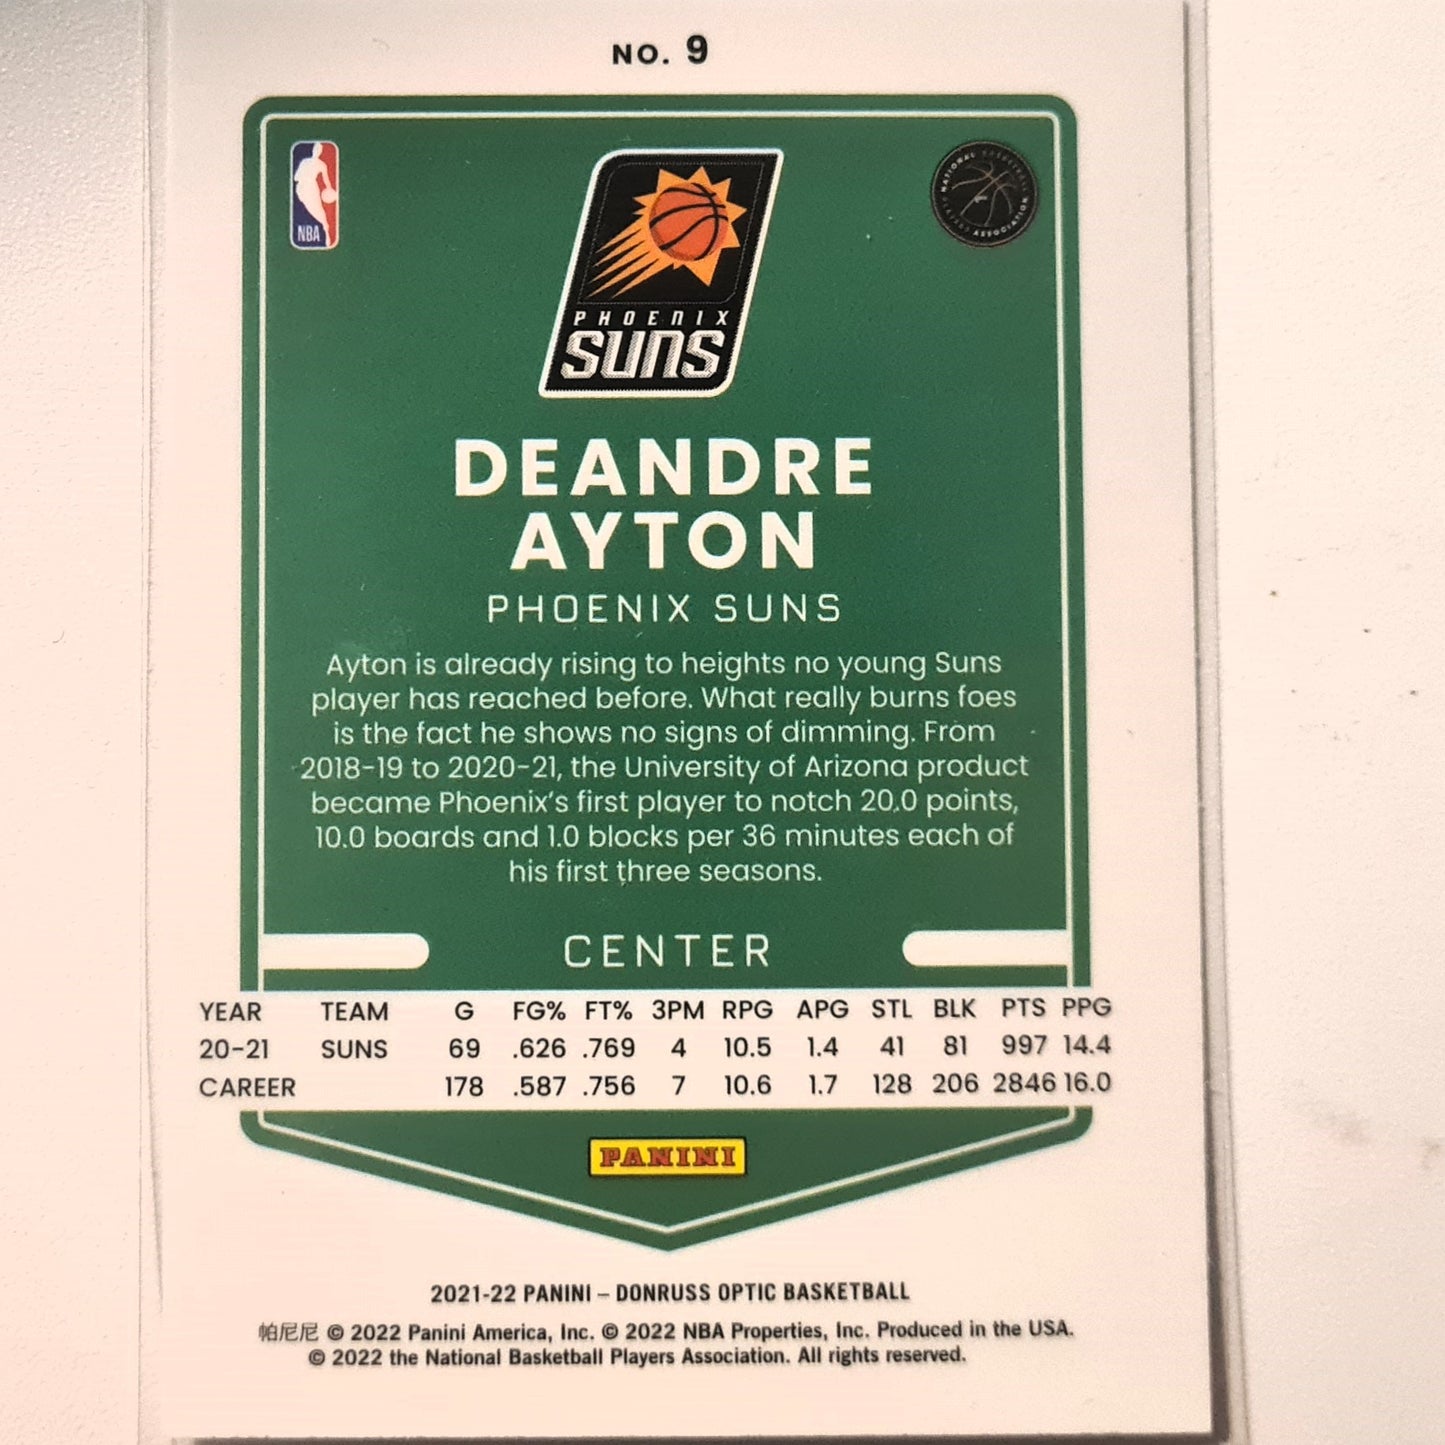 NO. 9
NBA
NATIONAL BASKETBALL PLAYERS ASSOCIATION
PHOENIX
SUNS
DEANDRE
AYTON
PHOENIX SUNS
Ayton is already rising to heights no young Suns
player has reached before. What really burns foes
is the fact he shows no signs of dimming. From
2018-19 to 2020-21, the University of Arizona product
became Phoenix's first player to notch 20.0 points,
10.0 boards and 1.0 blocks per 36 minutes each of
his first three seasons.
CENTER
YEAR TEAM G FG% FT% 3PM RPG APG STL BLK PTS PPG
20-21 SUNS 69 .626 .769 4 10.5 1.4 41 81 997 14.4
CAREER 178 .587 .756 7 10.6 1.7 128 206 2846 16.0
PANINI
2021-22 PANINI – DONRUSS OPTIC BASKETBALL
帕尼尼 © 2022 Panini America, Inc. © 2022 NBA Properties, Inc. Produced in the USA.
© 2022 the National Basketball Players Association. All rights reserved.